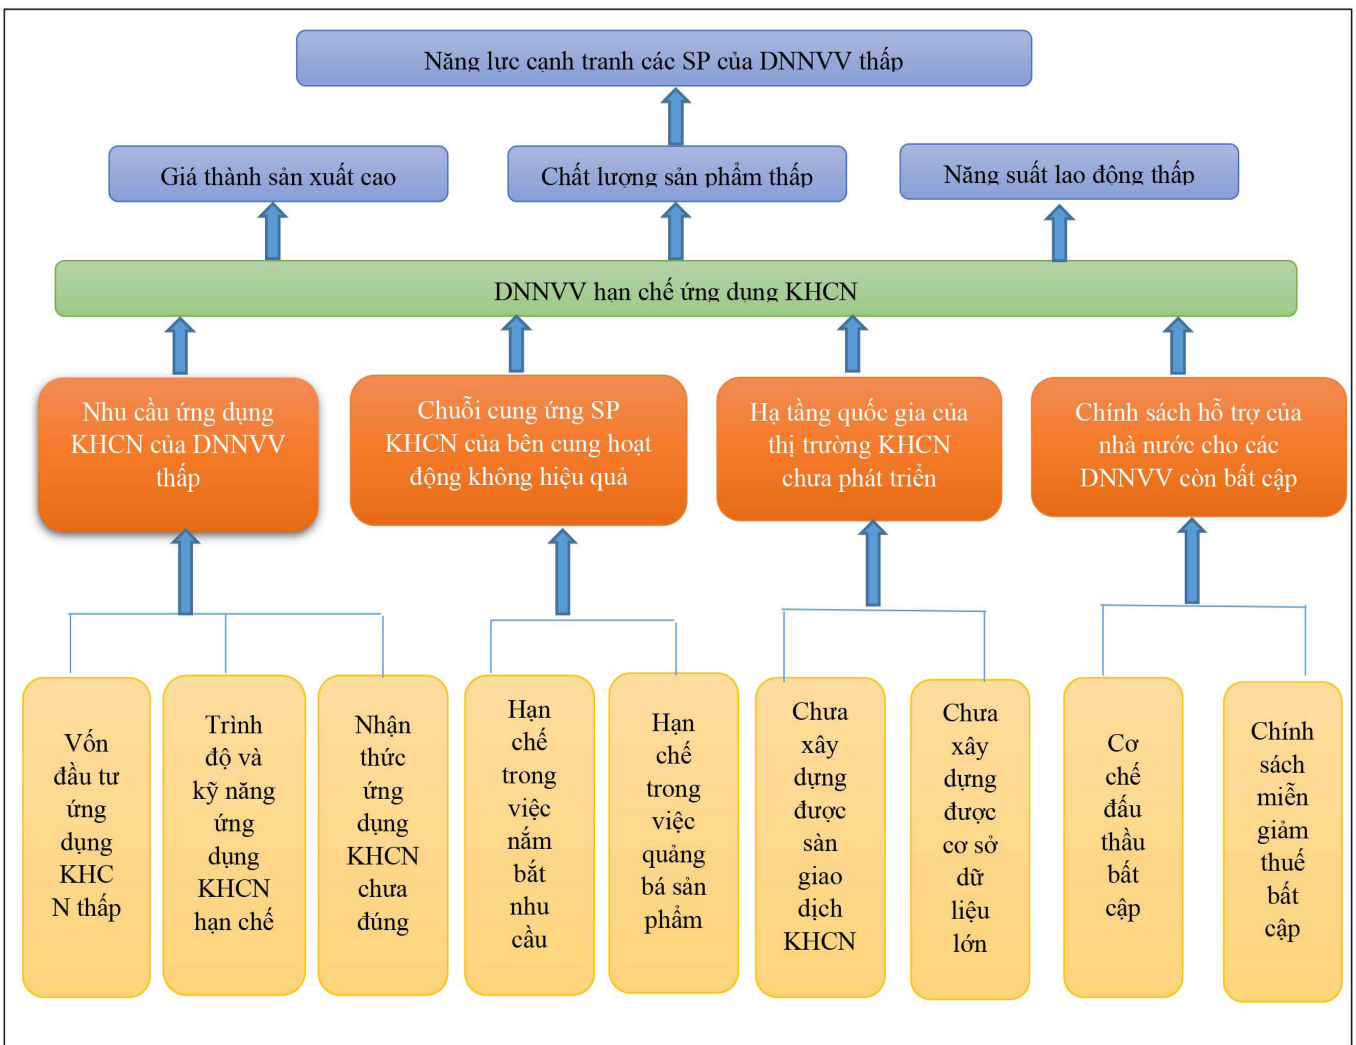 Năng lực cạnh tranh các SP của DNNVV thấp
Giá thành sản xuất cao
Chất lượng sản phẩm thấp
Năng suất lao động thấp
DNNVV hạn chế ứng dụng KHCN
Nhu cầu ứng dụng
KHCN của DNNVV
thấp
Chuỗi cung ứng SP
KHCN của bên cung hoạt
động không hiệu quả
Hạ tầng quốc gia của
thị trường KHCN
chưa phát triển
Chính sách hỗ trợ của
nhà nước cho các
DNNVV còn bất cập
Vốn
đầu tư
ứng
dụng
KHC
N thấp
Trình
độ và
kỹ năng
ứng
dụng
KHCN
hạn chế
Nhận
thức
ứng
dụng
KHCN
chưa
đúng
Hạn
chế
trong
việc
nắm
bắt
nhu
cầu
Hạn
chế
trong
việc
quảng
bá sản
phẩm
Chưa
xây
dựng
được
sàn
giao
dịch
KHCN
Chưa
xây
dựng
được
cơ sở
dữ
liệu
lớn
Cơ
chế
đấu
thầu
bất
cập
Chính
sách
miễn
giảm
thuế
bất
cập